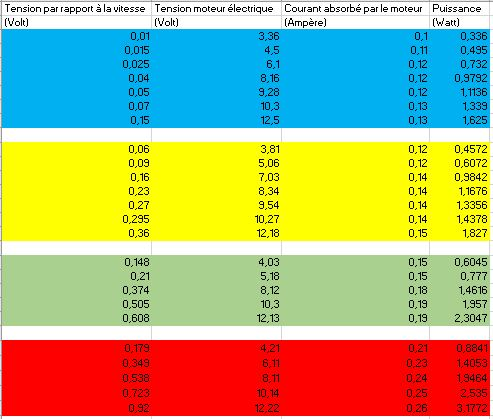 Tension par rapport à la vitesse Tension moteur électrique Courant absorbé par le moteur Puissance
(Volt) (Volt) (Ampère) (Watt)
0,01 3,36 0,1 0,336
0,015 4,5 0,11 0,495
0,025 6,1 0,12 0,732
0,04 8,16 0,12 0,9792
0,05 9,28 0,12 1,1136
0,07 10,3 0,13 1,339
0,15 12,5 0,13 1,625
0,06 3,81 0,12 0,4572
0,09 5,06 0,12 0,6072
0,16 7,03 0,14 0,9842
0,23 8,34 0,14 1,1676
0,27 9,54 0,14 1,3356
0,295 10,27 0,14 1,4378
0,36 12,18 0,15 1,827
0,148 4,03 0,15 0,6045
0,21 5,18 0,15 0,777
0,374 8,12 0,18 1,4616
0,505 10,3 0,19 1,957
0,608 12,13 0,19 2,3047
0,179 4,21 0,21 0,8841
0,349 6,11 0,23 1,4053
0,538 8,11 0,24 1,9464
0,723 10,14 0,25 2,535
0,92 12,22 0,26 3,1772